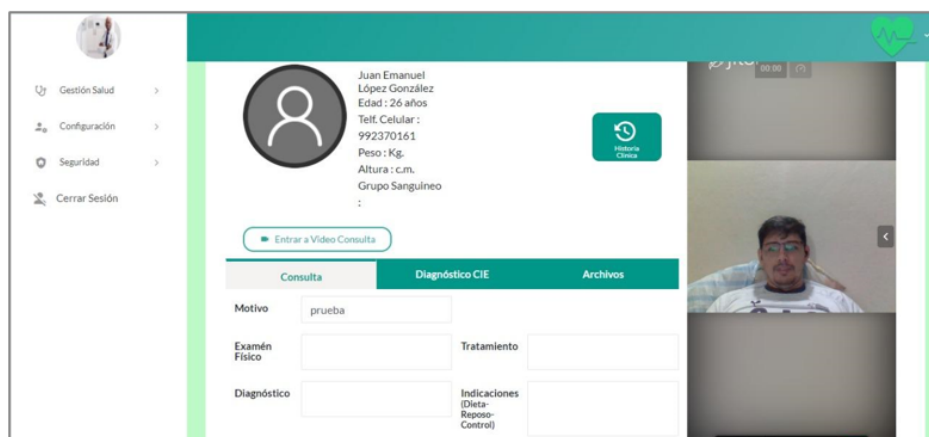 Gestión Salud
Configuración
Seguridad
Cerrar Sesión
Juan Emanuel
López González
Edad : 26 años
Telf. Celular :
992370161
Peso : Kg.
Altura : c.m.
Grupo Sanguineo
:
Historia
Clinica
Entrar a Video Consulta
Consulta
Diagnóstico CIE
Archivos
Motivo
prueba
Examén
Físico
Tratamiento
Diagnóstico
Indicaciones
(Dieta-
Reposo-
Control)
00:00